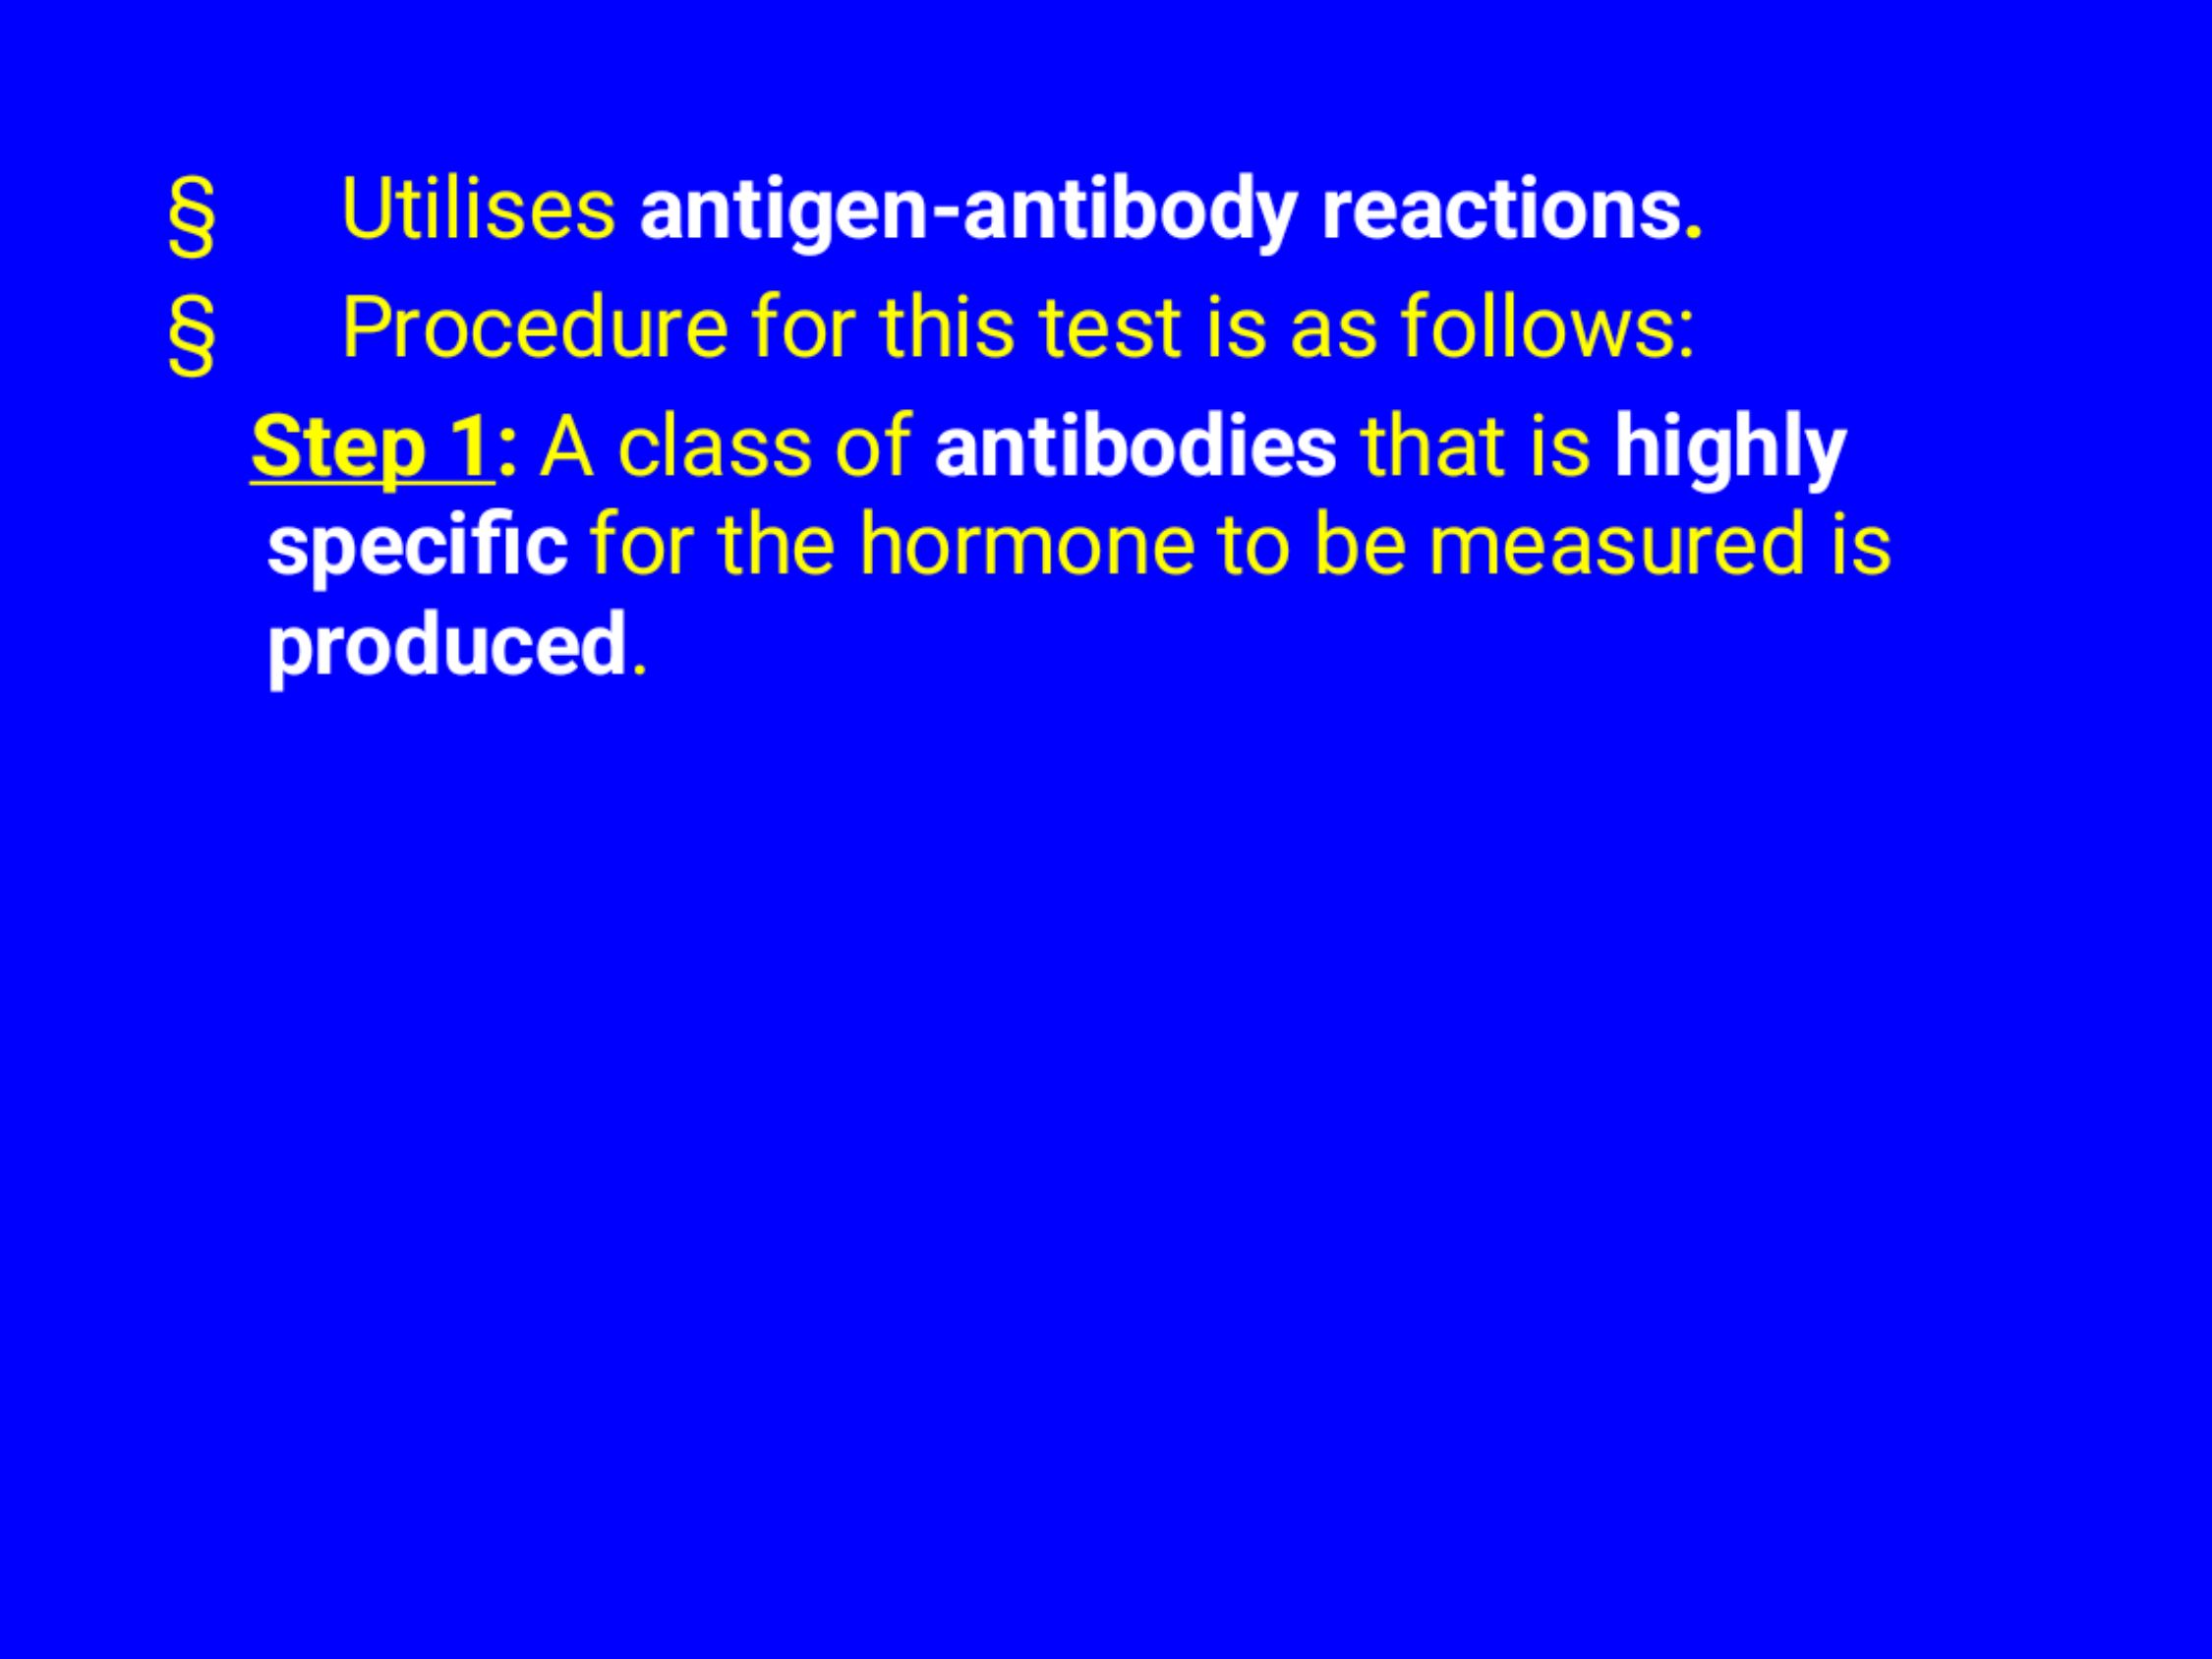 § Utilises antigen-antibody reactions.
§ Procedure for this test is as follows:
Step 1: A class of antibodies that is highly
specific for the hormone to be measured is
produced.